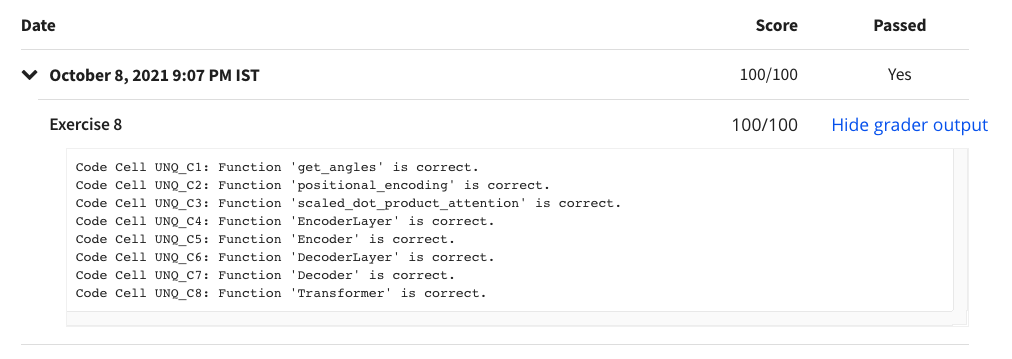 Date Score Passed
October 8, 2021 9:07 PM IST 100/100 Yes
Exercise 8 100/100 Hide grader output
Code Cell UNQ_C1: Function 'get_angles' is correct.
Code Cell UNQ_C2: Function 'positional_encoding' is correct.
Code Cell UNQ_C3: Function 'scaled_dot_product_attention' is correct.
Code Cell UNQ_C4: Function 'EncoderLayer' is correct.
Code Cell UNQ_C5: Function 'Encoder' is correct.
Code Cell UNQ_C6: Function 'DecoderLayer' is correct.
Code Cell UNQ_C7: Function 'Decoder' is correct.
Code Cell UNQ_C8: Function 'Transformer' is correct.